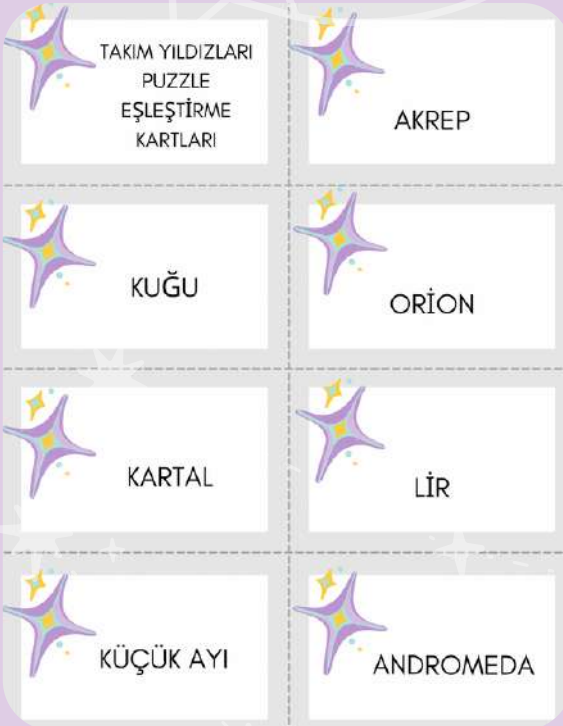 TAKIM YILDIZLARI
PUZZLE
EŞLEŞTİRME
KARTLARI
AKREP
KUĞU
ORİON
KARTAL
LİR
KÜÇÜK AYI
ANDROMEDA